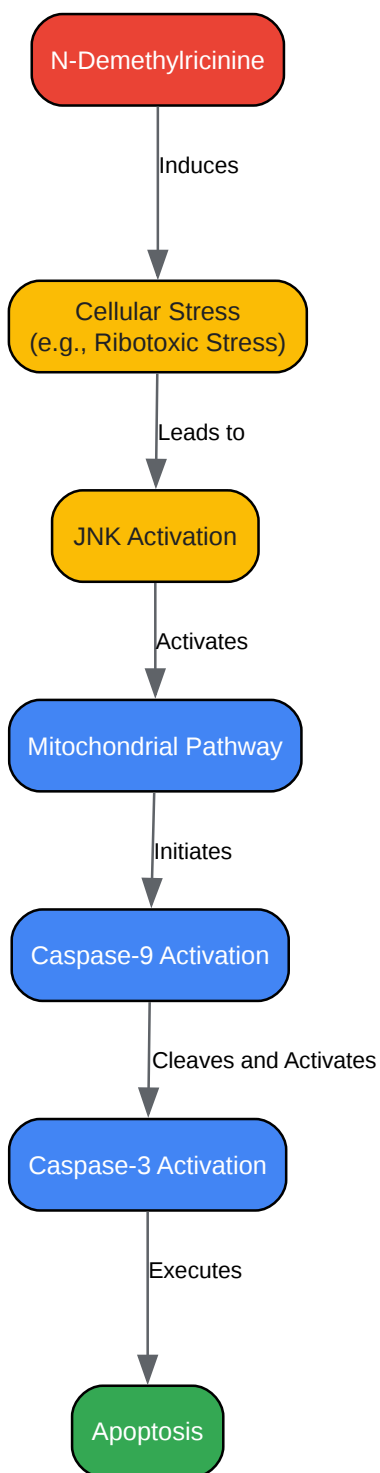 N-Demethylricinine
Induces
Cellular Stress
(e.g., Ribotoxic Stress)
Leads to
JNK Activation
Activates
Mitochondrial Pathway
Initiates
Caspase-9 Activation
Cleaves and Activates
Caspase-3 Activation
Executes
Apoptosis